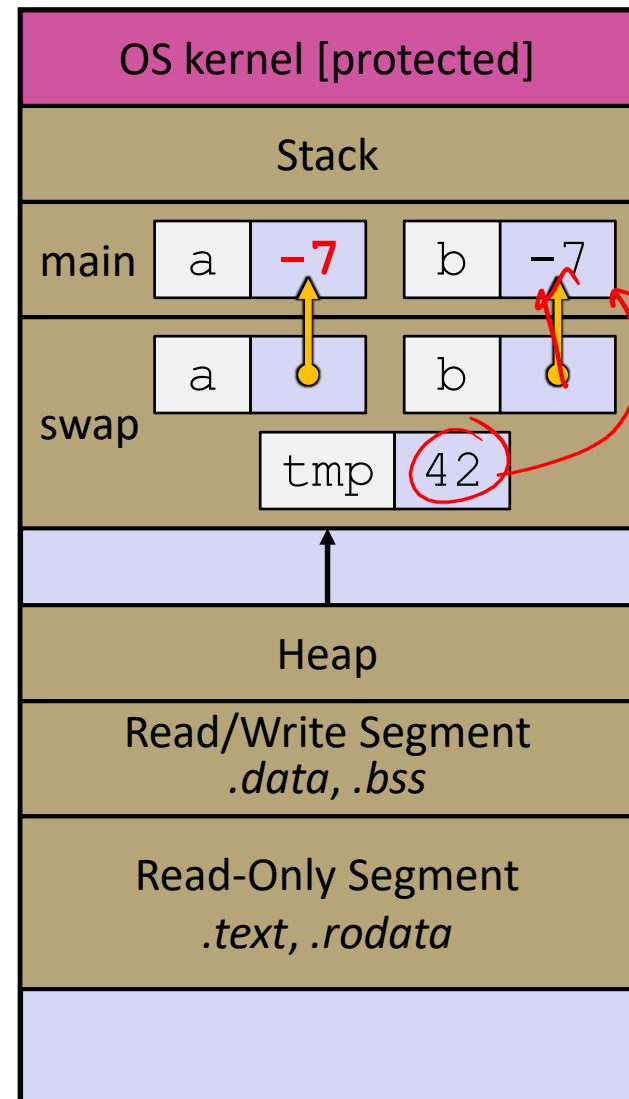 OS kernel [protected]
Stack
main a -7 b -7
swap a b
tmp 42
Heap
Read/Write Segment
.data, .bss
Read-Only Segment
.text, .rodata